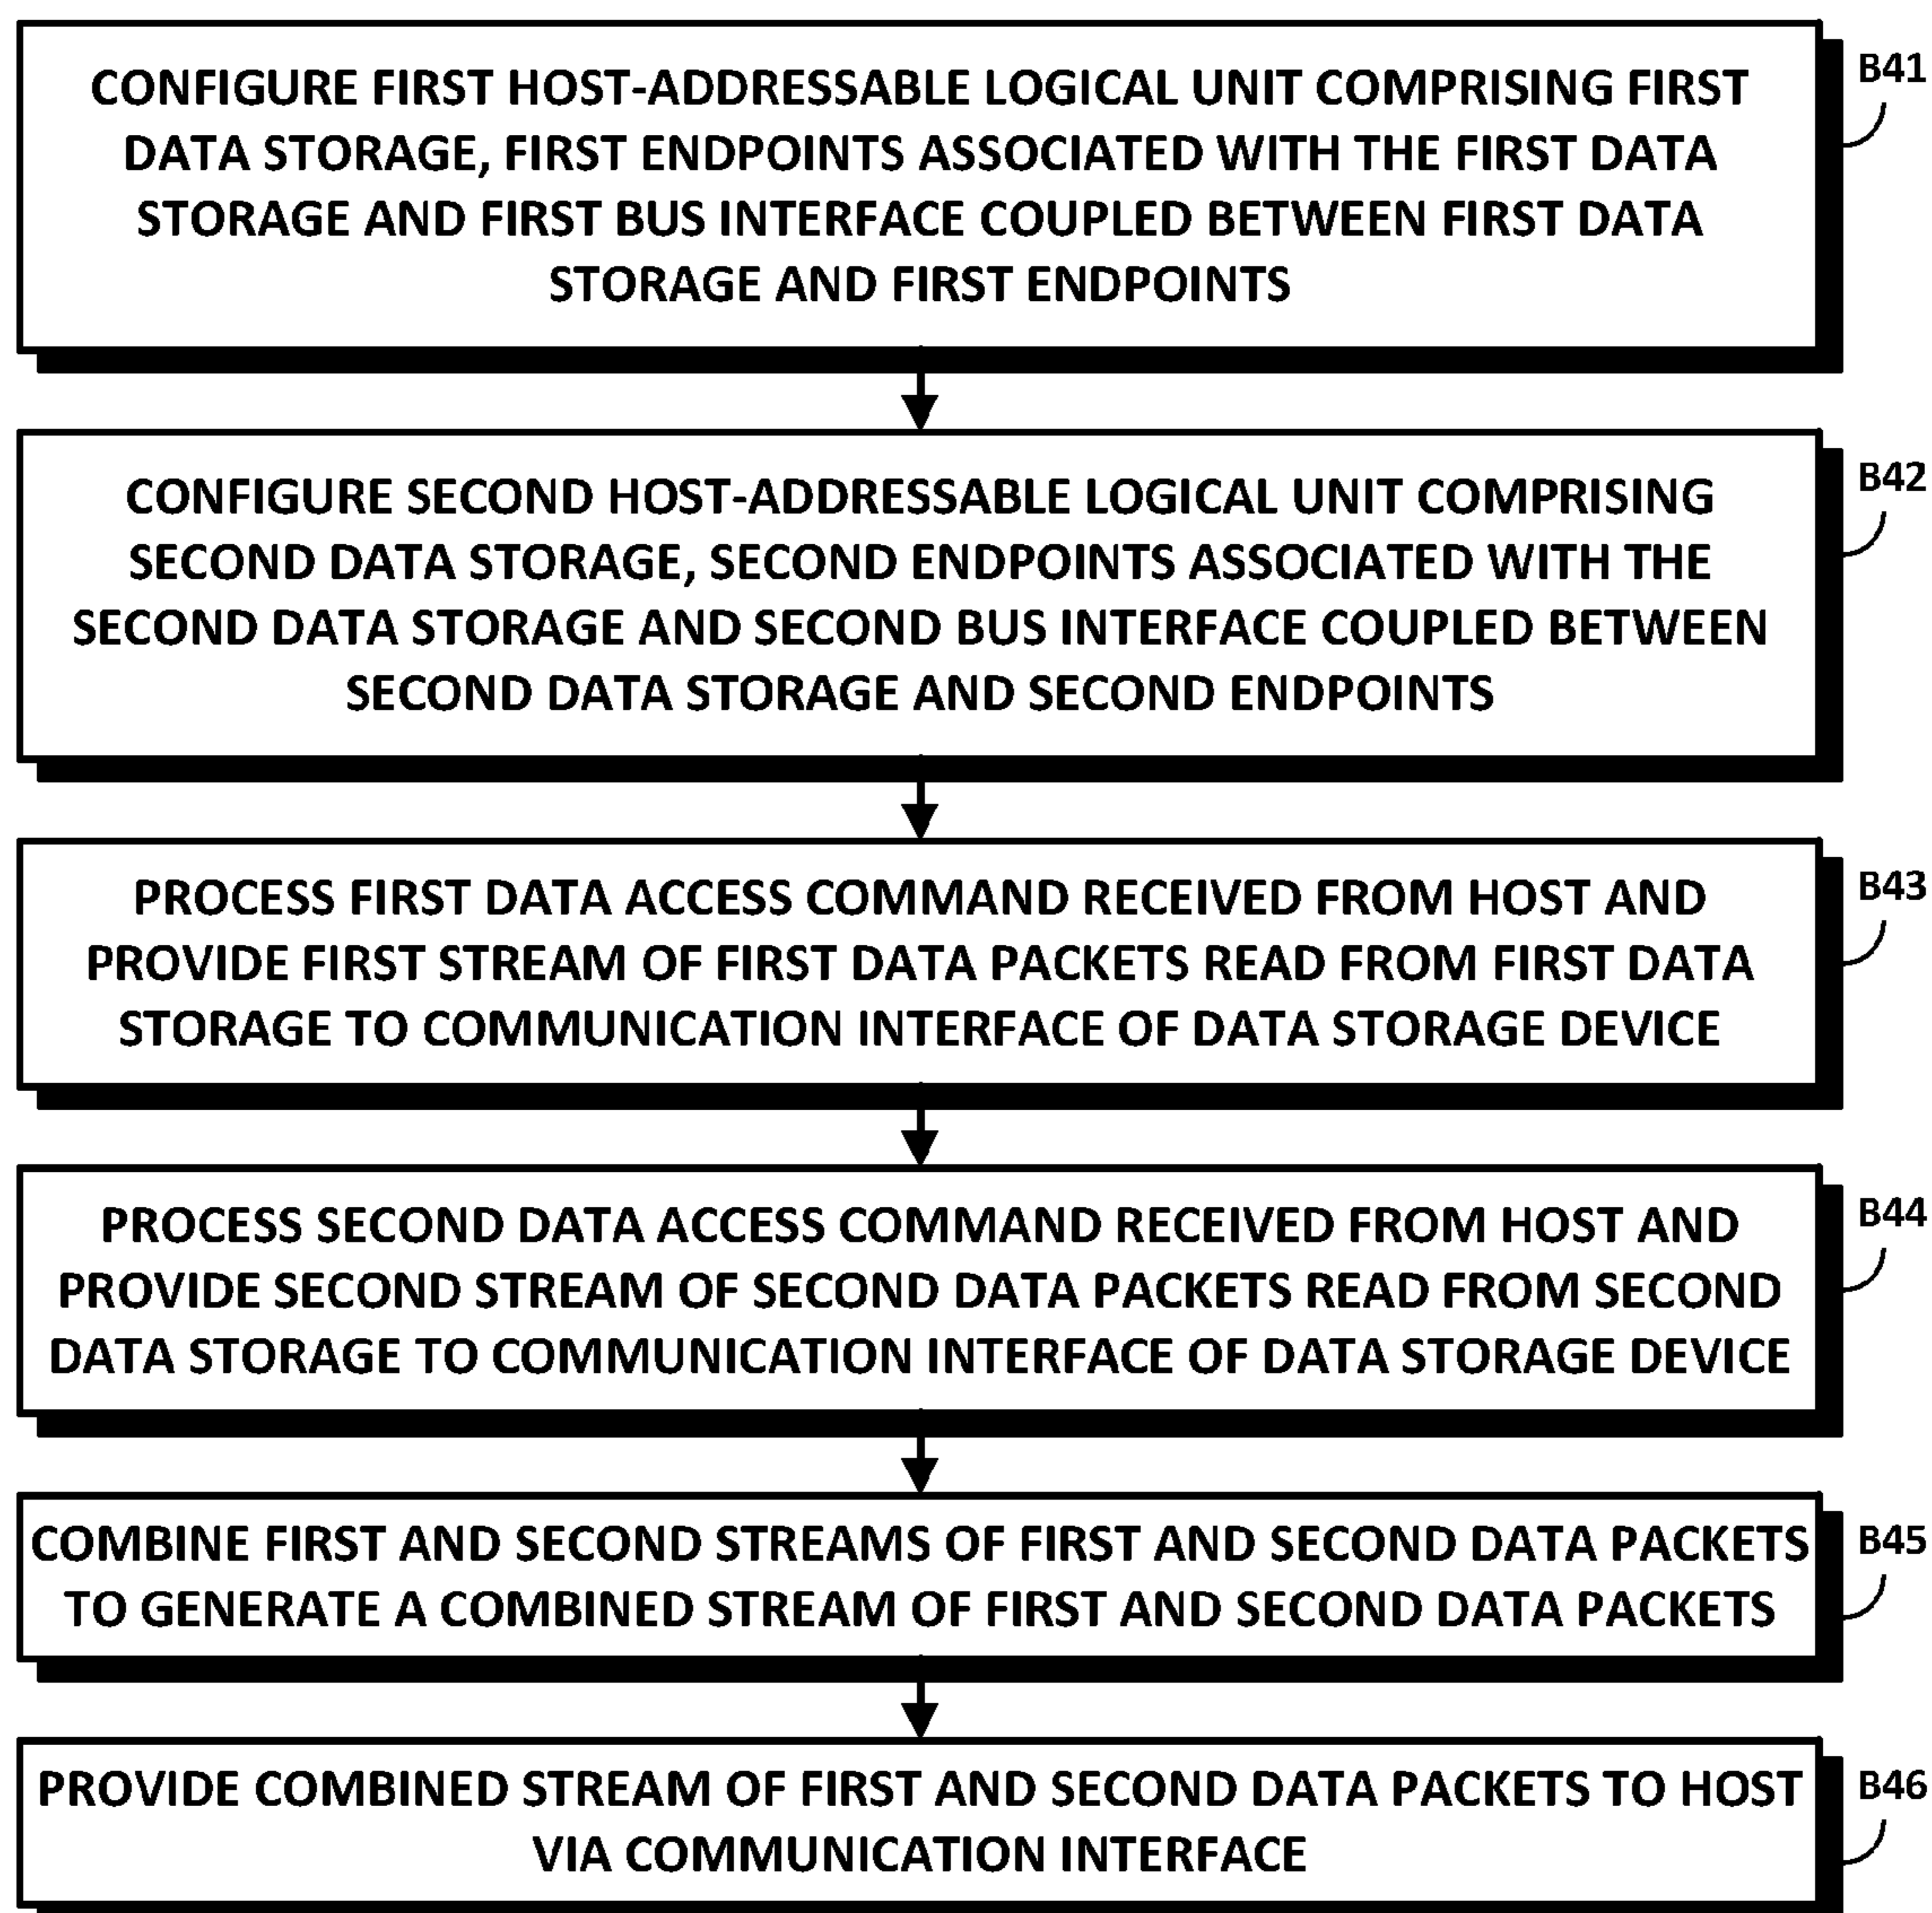 CONFIGURE FIRST HOST-ADDRESSABLE LOGICAL UNIT COMPRISING FIRST
DATA STORAGE, FIRST ENDPOINTS ASSOCIATED WITH THE FIRST DATA
STORAGE AND FIRST BUS INTERFACE COUPLED BETWEEN FIRST DATA
STORAGE AND FIRST ENDPOINTS
B41
CONFIGURE SECOND HOST-ADDRESSABLE LOGICAL UNIT COMPRISING
SECOND DATA STORAGE, SECOND ENDPOINTS ASSOCIATED WITH THE
SECOND DATA STORAGE AND SECOND BUS INTERFACE COUPLED BETWEEN
SECOND DATA STORAGE AND SECOND ENDPOINTS
B42
PROCESS FIRST DATA ACCESS COMMAND RECEIVED FROM HOST AND
PROVIDE FIRST STREAM OF FIRST DATA PACKETS READ FROM FIRST DATA
STORAGE TO COMMUNICATION INTERFACE OF DATA STORAGE DEVICE
B43
PROCESS SECOND DATA ACCESS COMMAND RECEIVED FROM HOST AND
PROVIDE SECOND STREAM OF SECOND DATA PACKETS READ FROM SECOND
DATA STORAGE TO COMMUNICATION INTERFACE OF DATA STORAGE DEVICE
B44
COMBINE FIRST AND SECOND STREAMS OF FIRST AND SECOND DATA PACKETS
TO GENERATE A COMBINED STREAM OF FIRST AND SECOND DATA PACKETS
B45
PROVIDE COMBINED STREAM OF FIRST AND SECOND DATA PACKETS TO HOST
VIA COMMUNICATION INTERFACE
B46